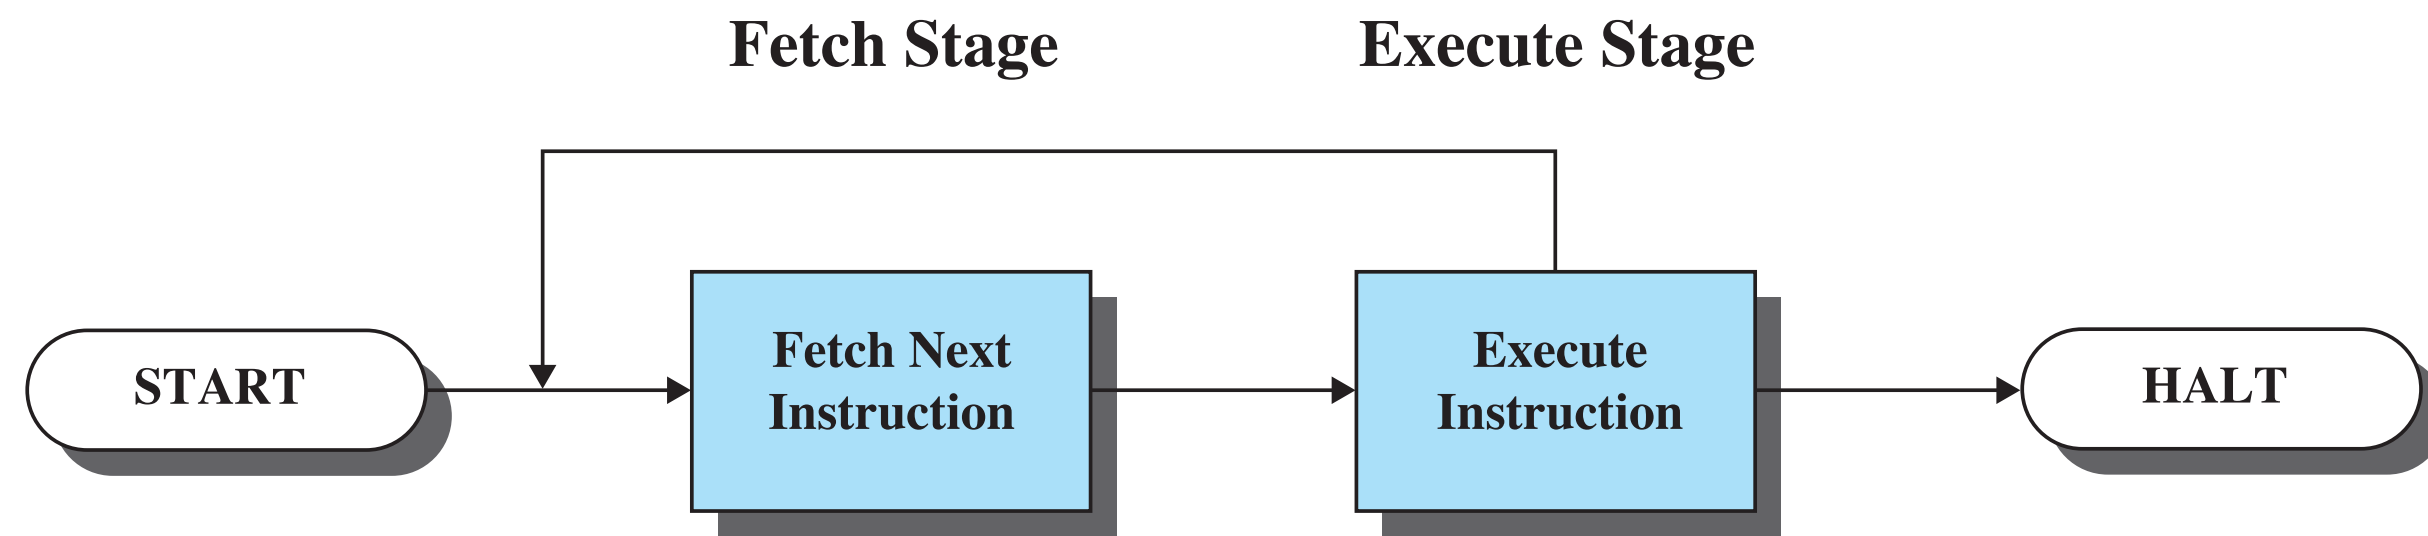 Fetch Stage
Execute Stage
START
Fetch Next
Instruction
Execute
Instruction
HALT